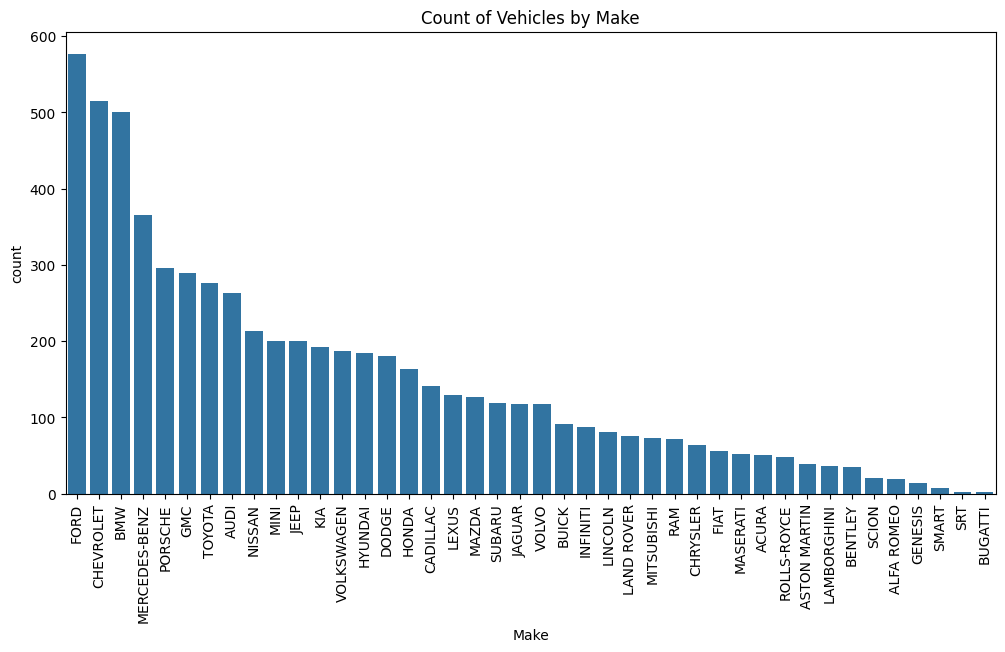 Count of Vehicles by Make
600
500
400
300
200
100
0
count
FORD
CHEVROLET
BMW
MERCEDES-BENZ
PORSCHE
GMC
TOYOTA
AUDI
NISSAN
MINI
JEEP
KIA
VOLKSWAGEN
HYUNDAI
DODGE
HONDA
CADILLAC
LEXUS
MAZDA
SUBARU
JAGUAR
VOLVO
BUICK
INFINITI
LINCOLN
LAND ROVER
MITSUBISHI
RAM
CHRYSLER
FIAT
MASERATI
ACURA
ROLLS-ROYCE
ASTON MARTIN
LAMBORGHINI
BENTLEY
SCION
ALFA ROMEO
GENESIS
SMART
SRT
BUGATTI
Make